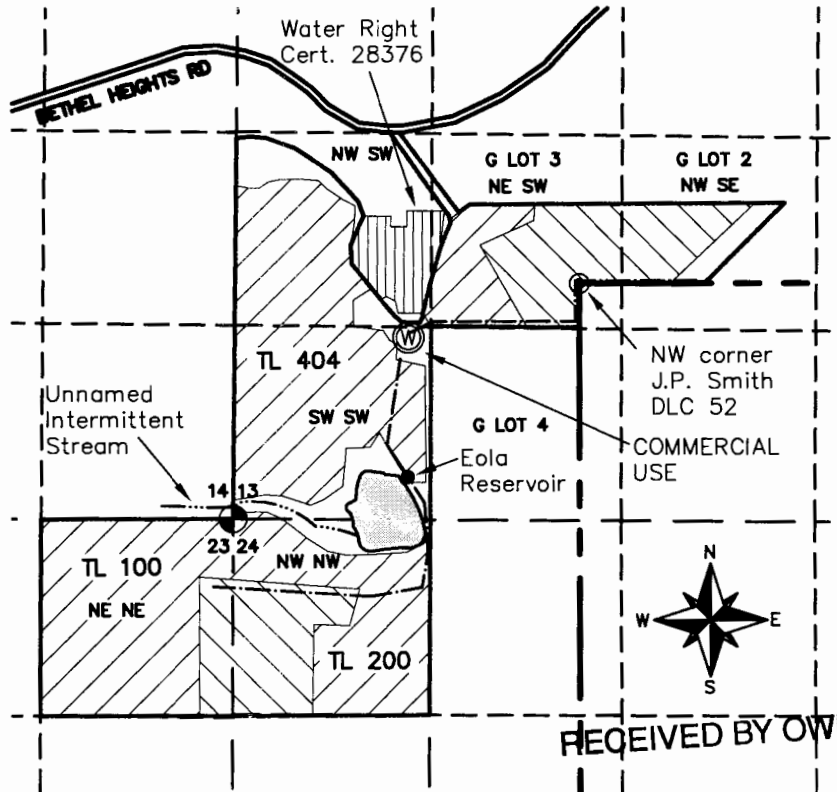 Water Right
Cert. 28376
BETHEL HEIGHTS RD
NW SW
G LOT 3
NE SW
G LOT 2
NW SE
TL 404
NW corner
J.P. Smith
DLC 52
Unnamed
Intermittent
Stream
W
SW SW
G LOT 4
COMMERCIAL
USE
Eola
Reservoir
14 13
23 24
TL 100
NW NW
NE NE
TL 200
N
W
E
S
RECEIVED BY OW